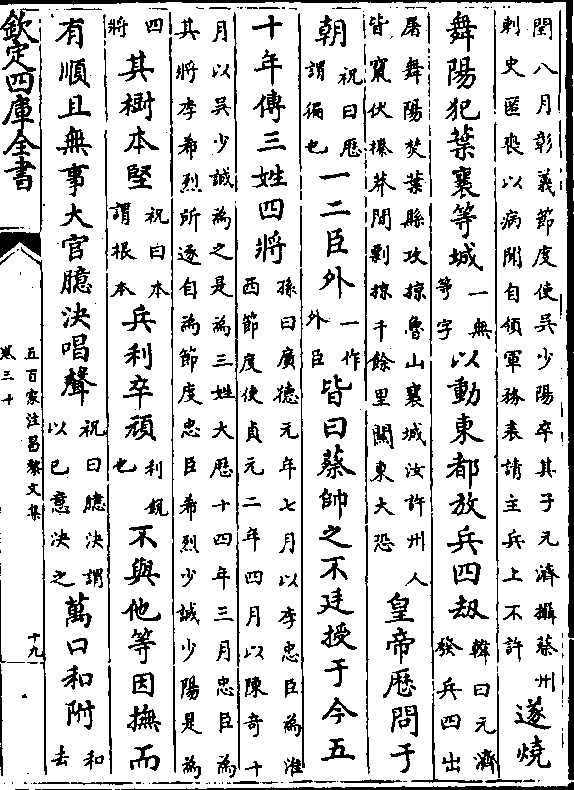 閏八月彰義節度使吳少陽卒其子元濟攝蔡州
刺史匿喪以病聞自領軍務表請主兵上不許
遂燒
舞陽犯葉襄等城
一無
等字
以動東都放兵四刼
韓曰元濟
發兵四出
屠舞陽焚葉縣攻掠魯山襄城汝許州人
皆竄伏榛莽間剽掠千餘里關東大恐
皇帝歷問于
朝
祝曰歷
謂徧也
一二臣外
一作
外臣
皆曰蔡帥之不廷授于今五
十年傳三姓四將
孫曰廣德元年七月以李忠臣為淮
西節度使貞元二年四月以陳奇十
月以吳少誠為之是為三姓大歷十四年三月忠臣為
其將李希烈所逐自為節度忠臣希烈少誠少陽是為
四
將
其樹本堅
祝曰本
謂根本
兵利卒頑
利銳
也
不與他等因撫而
有順且無事大官臆決唱聲
祝曰臆決謂
以已意決之
萬口和附
和
去
欽定四庫全書
五百家注昌黎文集
卷三十
十九